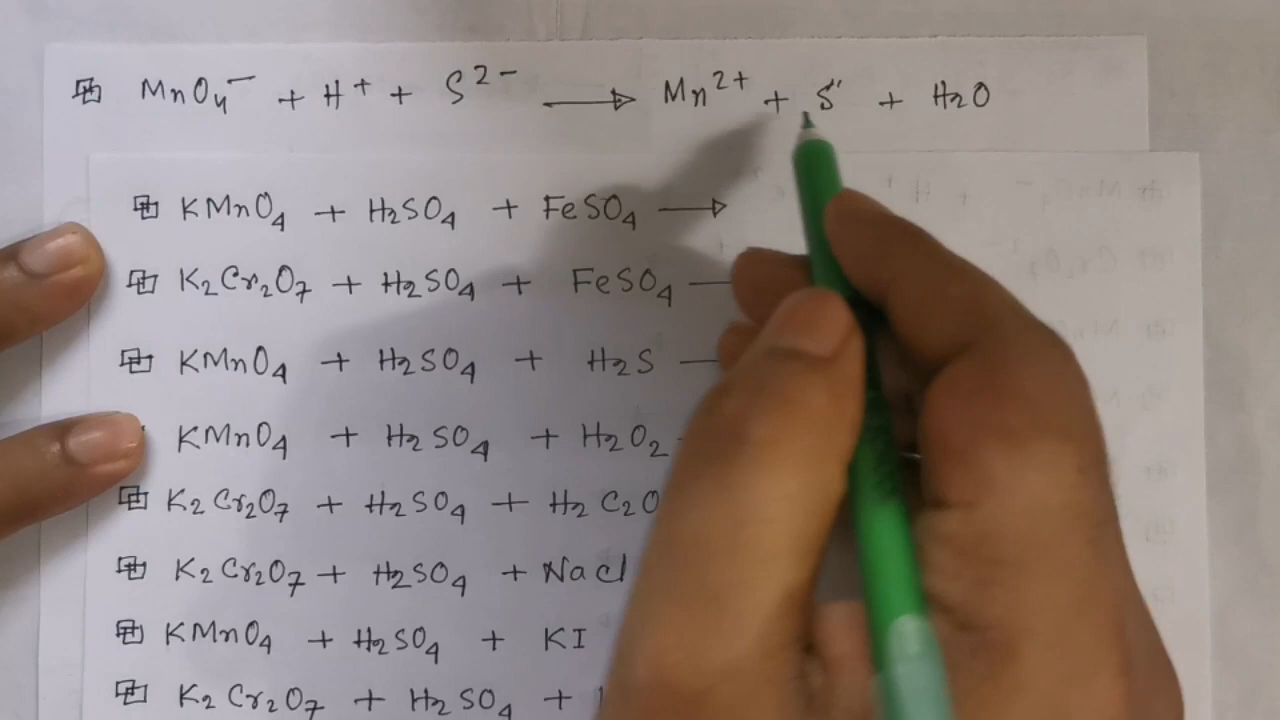 MnO4⁻ + H⁺ + S²⁻ → Mn²⁺ + S° + H2O
KMnO4 + H2SO4 + FeSO4 →
K2Cr2O7 + H2SO4 + FeSO4
KMnO4 + H2SO4 + H2S
KMnO4 + H2SO4 + H2O2
K2Cr2O7 + H2SO4 + H2C2O
K2Cr2O7 + H2SO4 + NaCl
KMnO4 + H2SO4 + KI
K2Cr2O7 + H2SO4 +